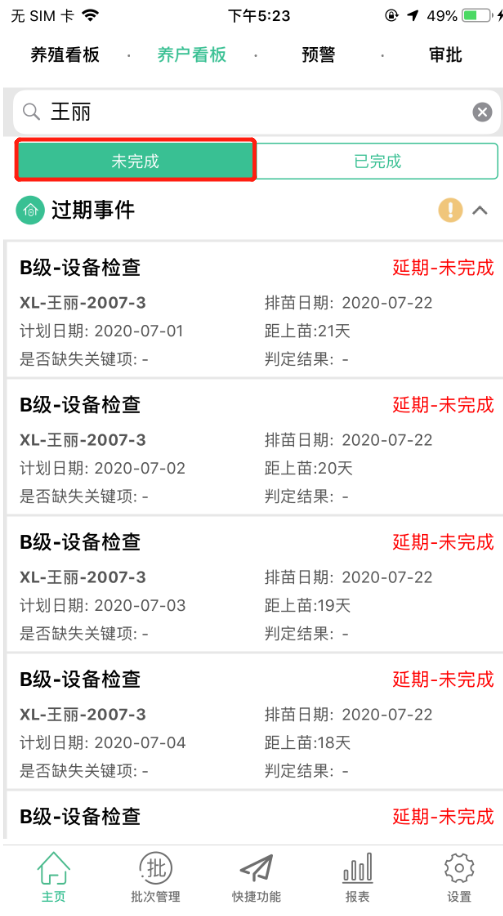 无 SIM 卡 下午5:23 49%
养殖看板 · 养户看板 · 预警 · 审批
王丽
未完成 已完成
过期事件
B级-设备检查 延期-未完成
XL-王丽-2007-3 排苗日期: 2020-07-22
计划日期: 2020-07-01 距上苗:21天
是否缺失关键项: - 判定结果: -
B级-设备检查 延期-未完成
XL-王丽-2007-3 排苗日期: 2020-07-22
计划日期: 2020-07-02 距上苗:20天
是否缺失关键项: - 判定结果: -
B级-设备检查 延期-未完成
XL-王丽-2007-3 排苗日期: 2020-07-22
计划日期: 2020-07-03 距上苗:19天
是否缺失关键项: - 判定结果: -
B级-设备检查 延期-未完成
XL-王丽-2007-3 排苗日期: 2020-07-22
计划日期: 2020-07-04 距上苗:18天
是否缺失关键项: - 判定结果: -
B级-设备检查 延期-未完成
批
主页 批次管理 快捷功能 报表 设置